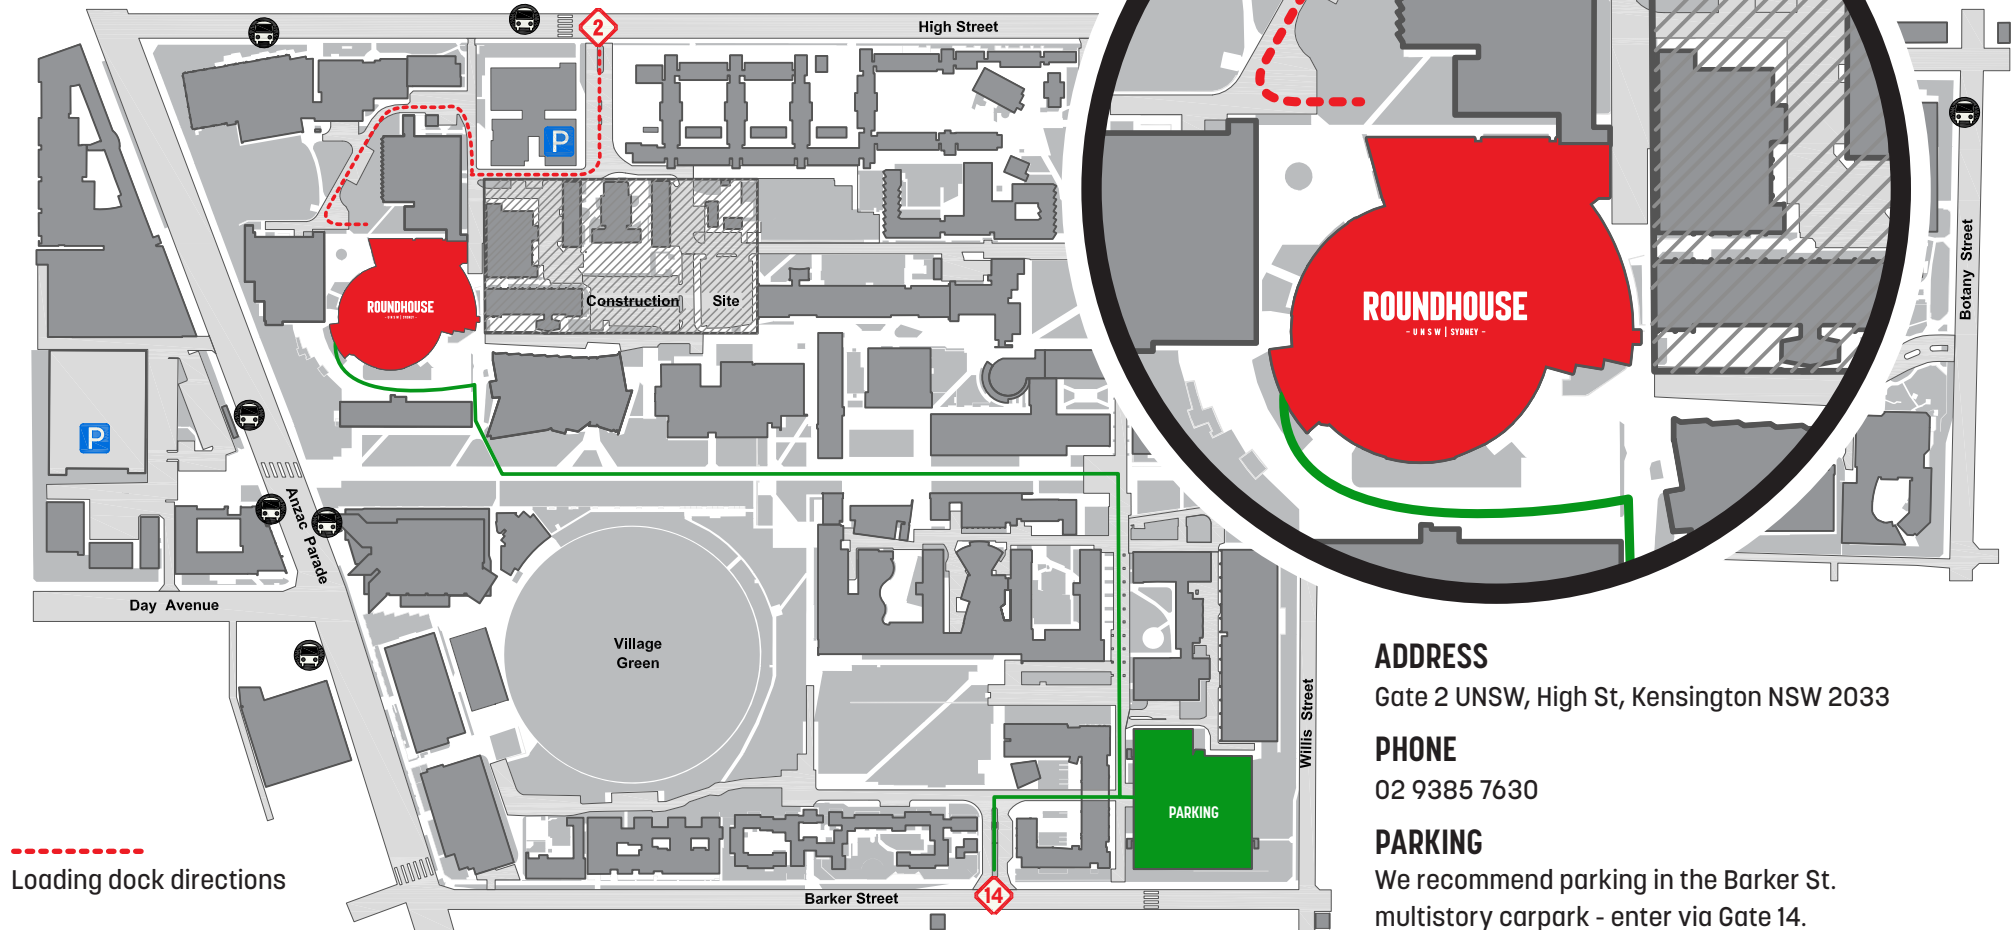 2
High Street
P
ROUNDHOUSE
- UNSW | SYDNEY -
Construction Site
ROUNDHOUSE
- UNSW | SYDNEY -
Botany Street
P
Anzac Parade
Day Avenue
Village
Green
Willis Street
PARKING
14
Barker Street
Loading dock directions
ADDRESS
Gate 2 UNSW, High St, Kensington NSW 2033
PHONE
02 9385 7630
PARKING
We recommend parking in the Barker St.
multistory carpark - enter via Gate 14.